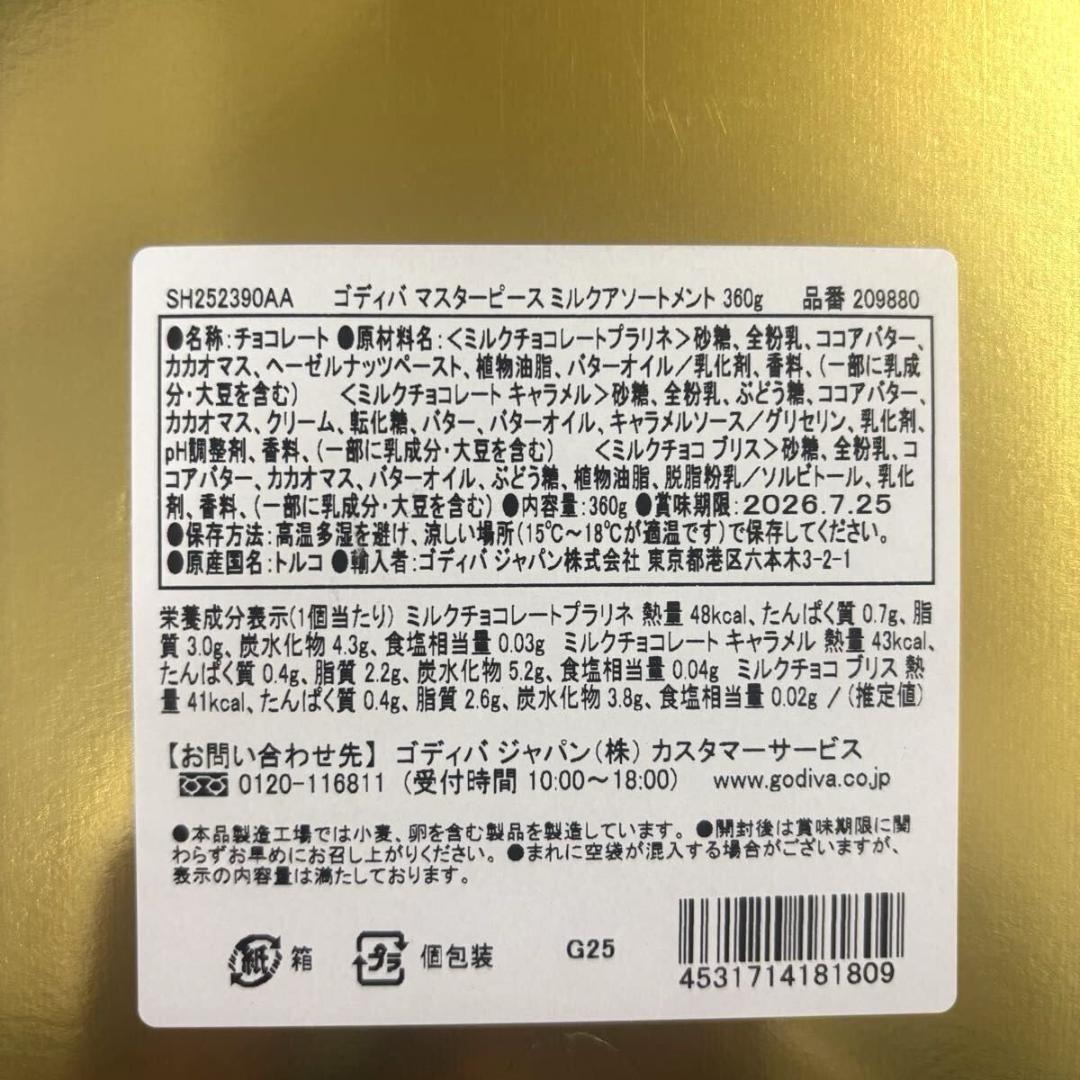 SH252390AA ゴディバ マスターピース ミルクアソートメント 360g 品番 209880
●名称:チョコレート ●原材料名:<ミルクチョコレートプラリネ>砂糖、全粉乳、ココアバター、
カカオマス、ヘーゼルナッツペースト、植物油脂、バターオイル/乳化剤、香料、(一部に乳成
分・大豆を含む) <ミルクチョコレート キャラメル>砂糖、全粉乳、ぶどう糖、ココアバター、
カカオマス、クリーム、転化糖、バター、バターオイル、キャラメルソース/グリセリン、乳化剤、
pH調整剤、香料、(一部に乳成分・大豆を含む) <ミルクチョコ ブリス>砂糖、全粉乳、コ
コアバター、カカオマス、バターオイル、ぶどう糖、植物油脂、脱脂粉乳/ソルビトール、乳化
剤、香料、(一部に乳成分・大豆を含む) ●内容量:360g ●賞味期限:2026.7.25
●保存方法:高温多湿を避け、涼しい場所(15℃~18℃が適温です)で保存してください。
●原産国名:トルコ ●輸入者:ゴディバ ジャパン株式会社 東京都港区六本木3-2-1
栄養成分表示(1個当たり) ミルクチョコレートプラリネ 熱量 48kcal、たんぱく質 0.7g、脂
質 3.0g、炭水化物 4.3g、食塩相当量 0.03g ミルクチョコレート キャラメル 熱量 43kcal、
たんぱく質 0.4g、脂質 2.2g、炭水化物 5.2g、食塩相当量 0.04g ミルクチョコ ブリス 熱
量 41kcal、たんぱく質 0.4g、脂質 2.6g、炭水化物 3.8g、食塩相当量 0.02g / (推定値)
【お問い合わせ先】 ゴディバ ジャパン(株) カスタマーサービス
0120-116811 (受付時間 10:00~18:00) www.godiva.co.jp
●本品製造工場では小麦、卵を含む製品を製造しています。 ●開封後は賞味期限に関
わらずお早めにお召し上がりください。 ●まれに空袋が混入する場合がございますが、
表示の内容量は満たしております。
紙 箱 プラ 個包装 G25
4531714181809